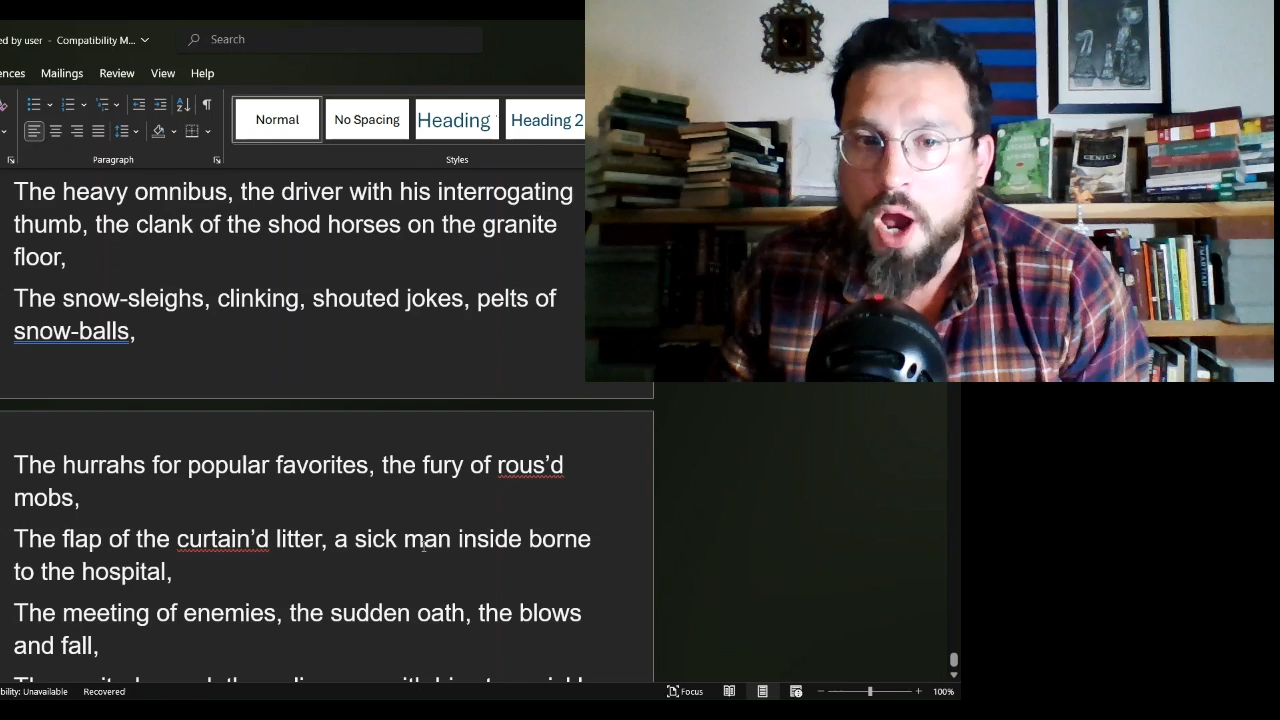 ed by user - Compatibility M...
Search
ences Mailings Review View Help
Normal
No Spacing
Heading
Heading 2
Paragraph
Styles
The heavy omnibus, the driver with his interrogating
thumb, the clank of the shod horses on the granite
floor,
The snow-sleighs, clinking, shouted jokes, pelts of
snow-balls,
The hurrahs for popular favorites, the fury of rous’d
mobs,
The flap of the curtain’d litter, a sick man inside borne
to the hospital,
The meeting of enemies, the sudden oath, the blows
and fall,
bility: Unavailable Recovered
Focus
100%
GENIUS